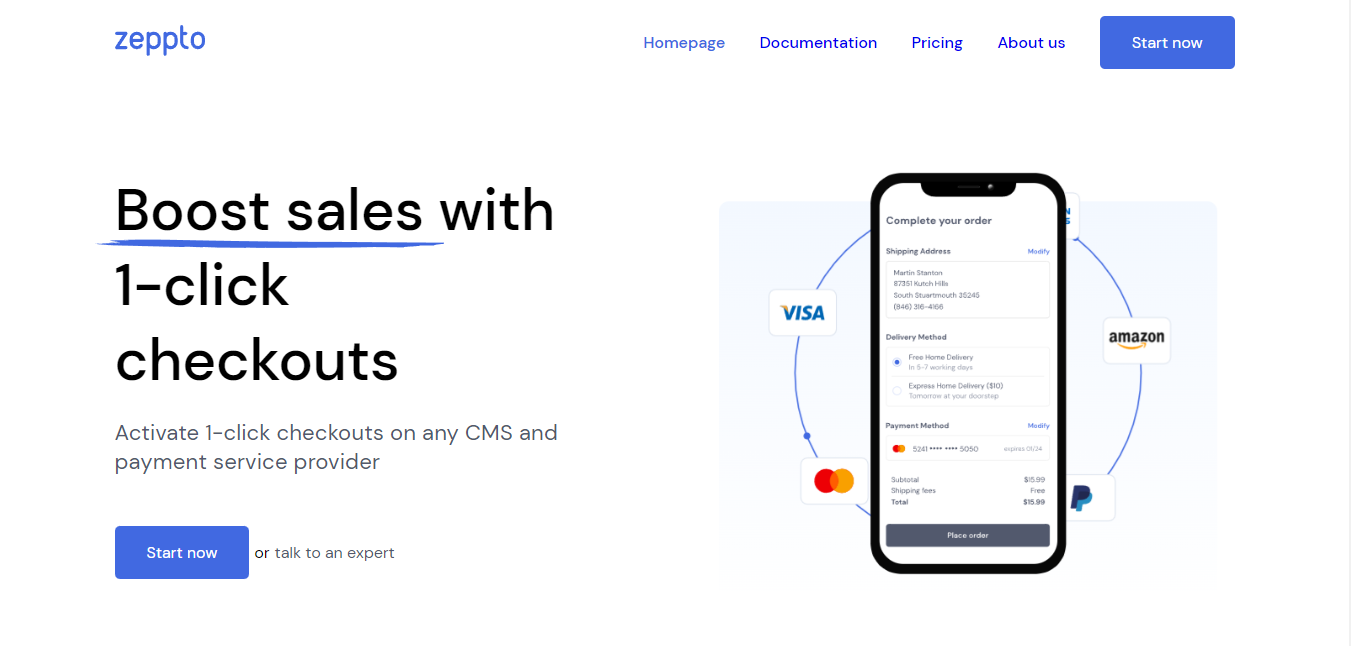 zeppto
Homepage Documentation Pricing About us Start now
Boost sales with
1-click
checkouts
Activate 1-click checkouts on any CMS and
payment service provider
Start now or talk to an expert
Complete your order
Shipping Address Modify
Martin Stanton
87351 Kutch Hills
South Stuartmouth 35245
(846) 316-4166
Delivery Method
Free Home Delivery
In 5-7 working days
Express Home Delivery ($10)
Tomorrow at your doorstep
Payment Method Modify
5241 •••• •••• 5050 expires 01/24
Subtotal $15.99
Shipping fees Free
Total $15.99
Place order
VISA
amazon